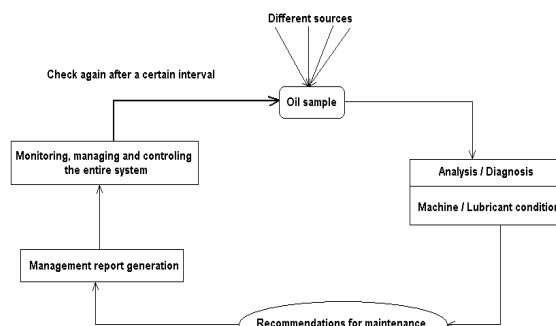 Different sources
Check again after a certain interval
Oil sample
Monitoring, managing and controling
the entire system
Analysis / Diagnosis
Machine / Lubricant condition
Management report generation
Recommendations for maintenance